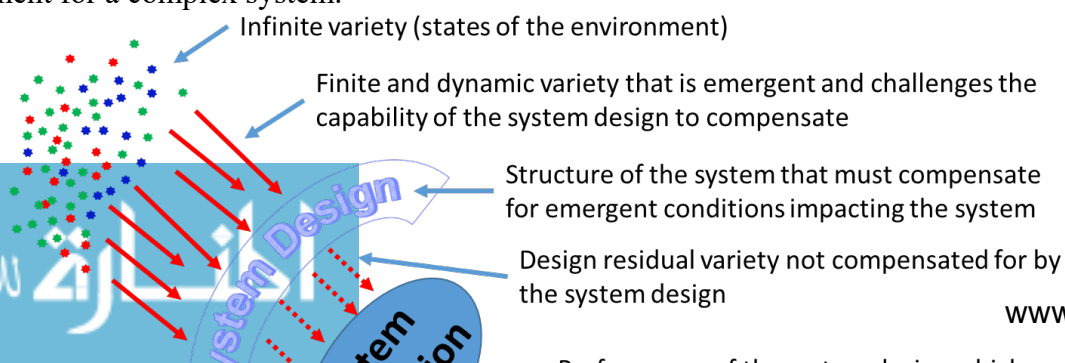 Infinite variety (states of the environment)
Finite and dynamic variety that is emergent and challenges the
capability of the system design to compensate
Structure of the system that must compensate
for emergent conditions impacting the system
System Design
Design residual variety not compensated for by
the system design
المنارة
www